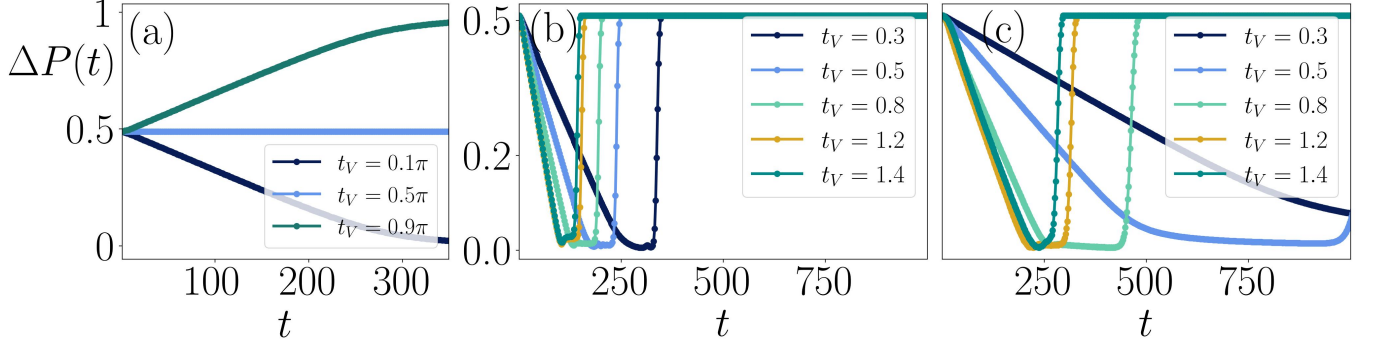 (a)
ΔP(t)
1
0.5
0
t_V = 0.1π
t_V = 0.5π
t_V = 0.9π
100 200 300
t
(b)
0.5
0.2
0.0
t_V = 0.3
t_V = 0.5
t_V = 0.8
t_V = 1.2
t_V = 1.4
250 500 750
t
(c)
t_V = 0.3
t_V = 0.5
t_V = 0.8
t_V = 1.2
t_V = 1.4
250 500 750
t